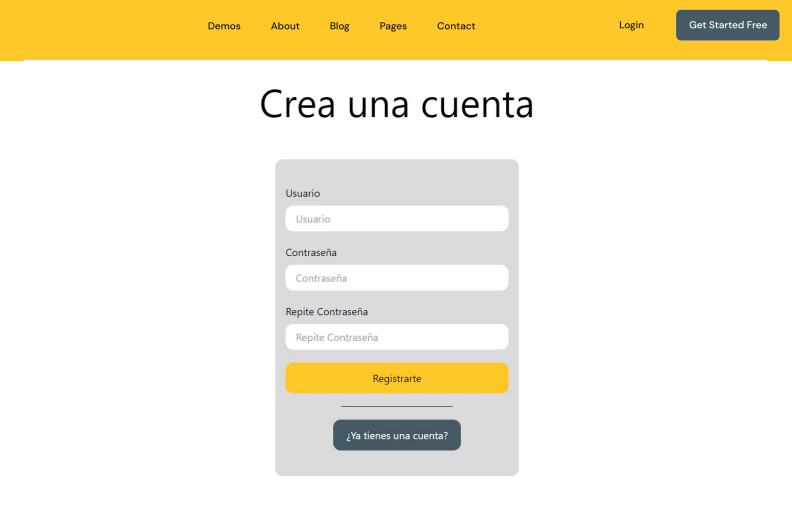 Demos About Blog Pages Contact Login Get Started Free
Crea una cuenta
Usuario
Usuario
Contraseña
Contraseña
Repite Contraseña
Repite Contraseña
Registrarte
¿Ya tienes una cuenta?